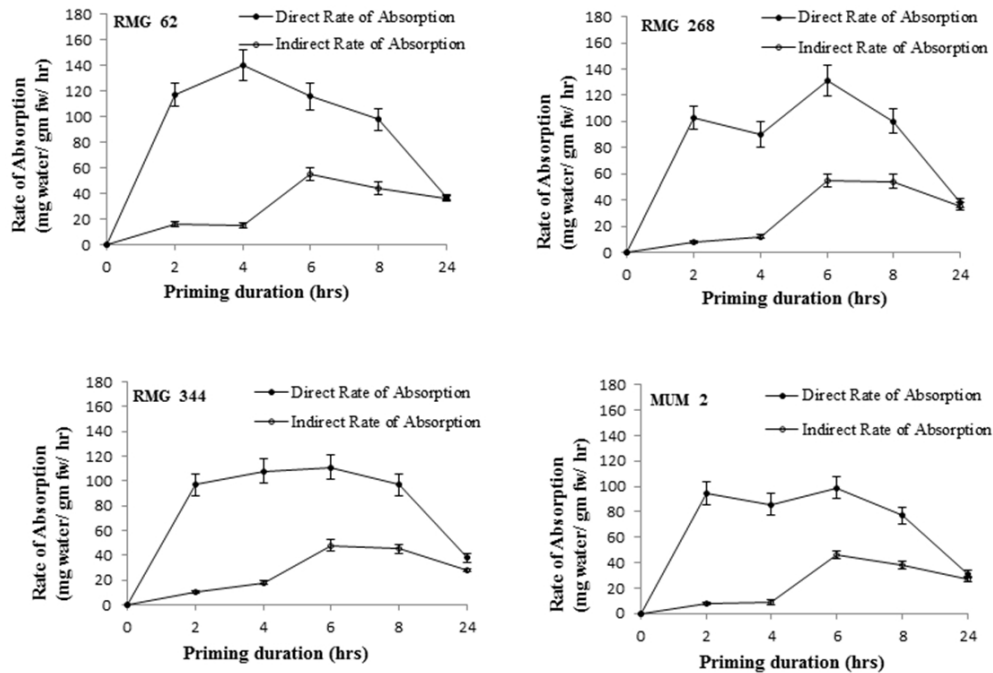 RMG 62
Direct Rate of Absorption
Indirect Rate of Absorption
Rate of Absorption
(mg water/ gm fw/ hr)
180
160
140
120
100
80
60
40
20
0
0 2 4 6 8 24
Priming duration (hrs)
RMG 268
Direct Rate of Absorption
Indirect Rate of Absorption
Rate of Absorption
(mg water/ gm fw/ hr)
180
160
140
120
100
80
60
40
20
0
0 2 4 6 8 24
Priming duration (hrs)
RMG 344
Direct Rate of Absorption
Indirect Rate of Absorption
Rate of Absorption
(mg water/ gm fw/ hr)
180
160
140
120
100
80
60
40
20
0
0 2 4 6 8 24
Priming duration (hrs)
MUM 2
Direct Rate of Absorption
Indirect Rate of Absorption
Rate of Absorption
(mg water/ gm fw/ hr)
180
160
140
120
100
80
60
40
20
0
0 2 4 6 8 24
Priming duration (hrs)